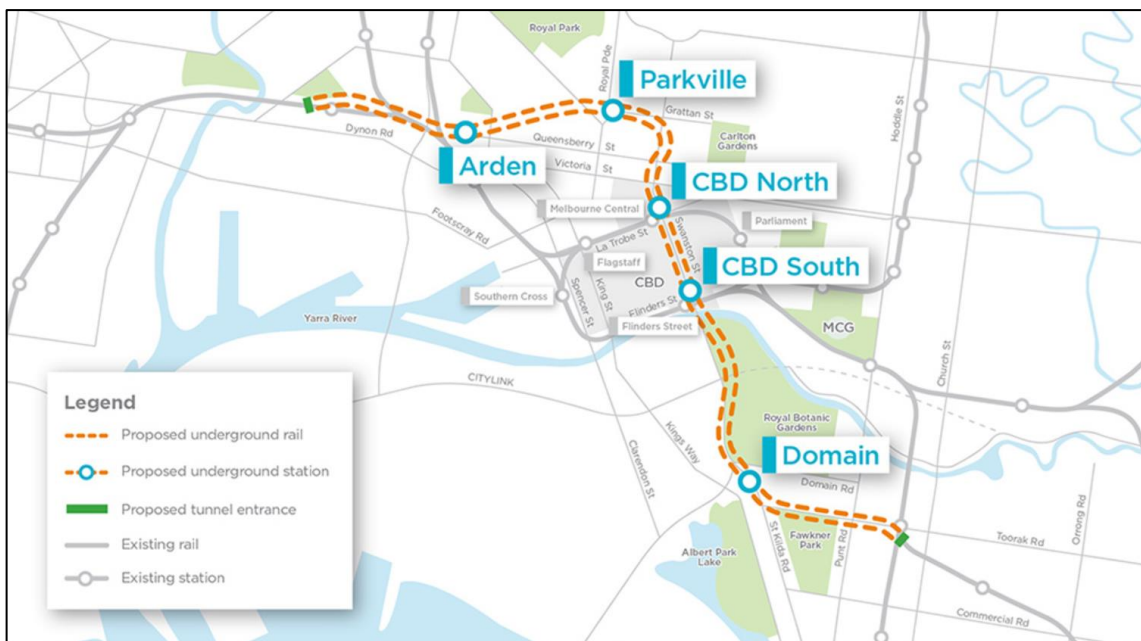 Royal Park
Royal Pde
Parkville
Grattan St
Hoddle St
Dynon Rd
Queensberry St
Carlton
Gardens
Arden
Victoria St
CBD North
Footscray Rd
Melbourne Central
Parliament
La Trobe St
Swanston St
Flagstaff
CBD South
CBD
Southern Cross
Spencer St
King St
Flinders St
Yarra River
Flinders Street
MCG
Church St
CITYLINK
Legend
Proposed underground rail
Proposed underground station
Proposed tunnel entrance
Existing rail
Existing station
Royal Botanic
Gardens
Kings Way
Clarendon St
Domain
Domain Rd
Orrong Rd
Toorak Rd
Fawkner
Park
Punt Rd
St Kilda Rd
Albert Park
Lake
Commercial Rd